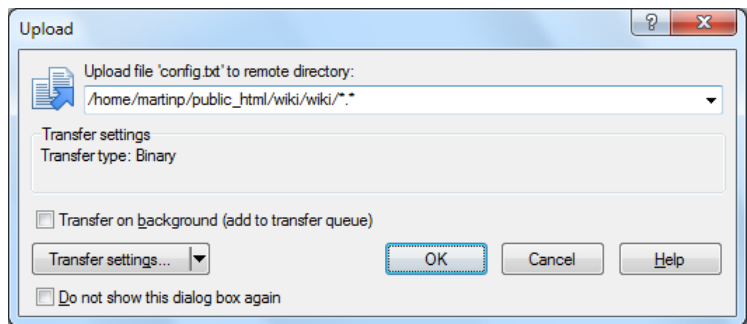 Upload
Upload file 'config.txt' to remote directory:
/home/martinp/public_html/wiki/wiki/*.*
Transfer settings
Transfer type: Binary
Transfer on background (add to transfer queue)
Transfer settings...
OK
Cancel
Help
Do not show this dialog box again